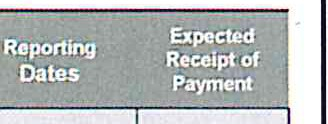 Reporting
Dates
Expected
Receipt of
Payment